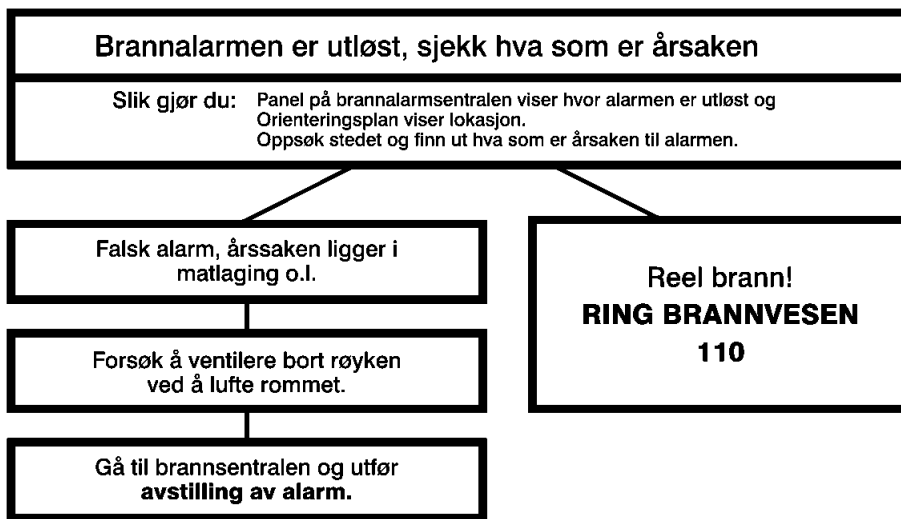 Brannalarmen er utløst, sjekk hva som er årsaken
Slik gjør du: Panel på brannalarmsentralen viser hvor alarmen er utløst og
Orienteringsplan viser lokasjon.
Oppsøk stedet og finn ut hva som er årsaken til alarmen.
Falsk alarm, årssaken ligger i
matlaging o.l.
Forsøk å ventilere bort røyken
ved å lufte rommet.
Gå til brannsentralen og utfør
avstilling av alarm.
Reel brann!
RING BRANNVESEN
110